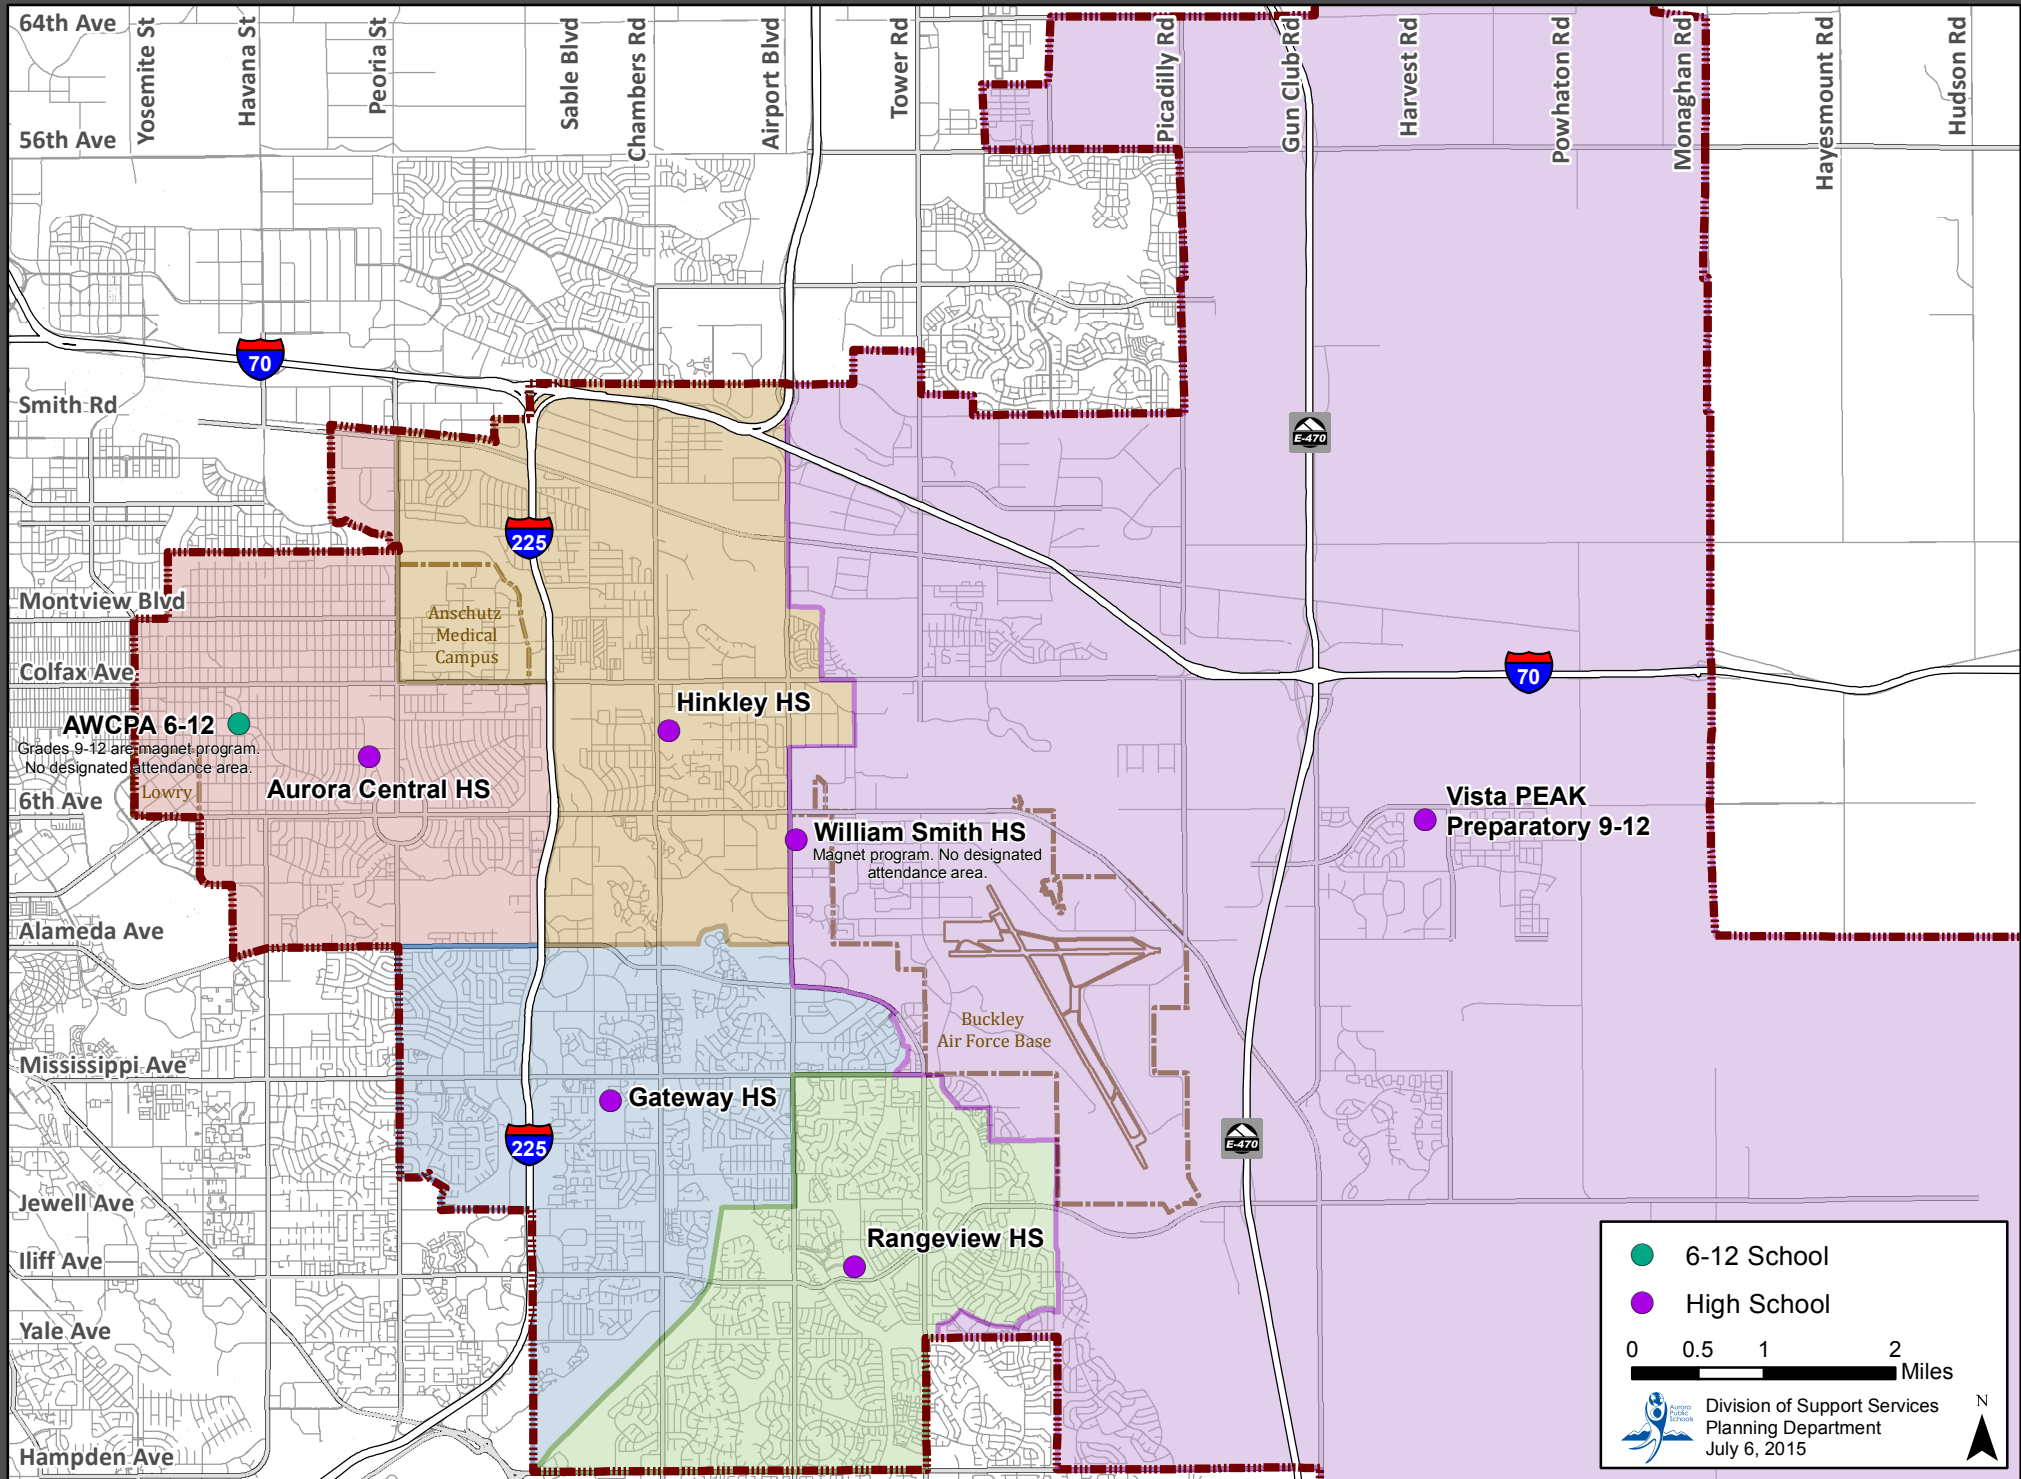 64th Ave
56th Ave
Yosemite St
Havana St
Peoria St
Sable Blvd
Chambers Rd
Airport Blvd
Tower Rd
Picadilly Rd
Gun Club Rd
Harvest Rd
Powhaton Rd
Monaghan Rd
Hayesmount Rd
Hudson Rd
70
Smith Rd
E-470
225
Montview Blvd
Anschutz
Medical
Campus
Colfax Ave
70
Hinkley HS
AWCPA 6-12
Grades 9-12 are magnet program.
No designated attendance area.
Aurora Central HS
Lowry
6th Ave
Vista PEAK
Preparatory 9-12
William Smith HS
Magnet program. No designated
attendance area.
Alameda Ave
Buckley
Air Force Base
Mississippi Ave
Gateway HS
225
E-470
Jewell Ave
Rangeview HS
Iliff Ave
Yale Ave
Hampden Ave
6-12 School
High School
0 0.5 1 2
Miles
Aurora
Public
Schools
Division of Support Services
Planning Department
July 6, 2015
N